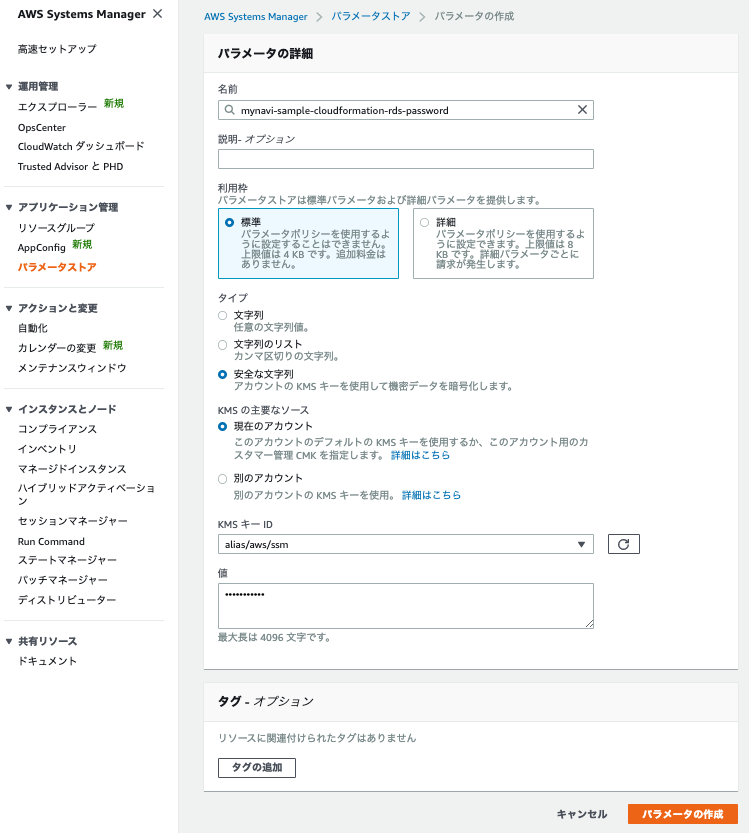 AWS Systems Manager
高速セットアップ
運用管理
エクスプローラー 新規
OpsCenter
CloudWatch ダッシュボード
Trusted Advisor と PHD
アプリケーション管理
リソースグループ
AppConfig 新規
パラメータストア
アクションと変更
自動化
カレンダーの変更 新規
メンテナンスウィンドウ
インスタンスとノード
コンプライアンス
インベントリ
マネージドインスタンス
ハイブリッドアクティベーショ
ン
セッションマネージャー
Run Command
ステートマネージャー
パッチマネージャー
ディストリビューター
共有リソース
ドキュメント
AWS Systems Manager > パラメータストア > パラメータの作成
パラメータの詳細
名前
mynavi-sample-cloudformation-rds-password
説明- オプション
利用枠
パラメータストアは標準パラメータおよび詳細パラメータを提供します。
標準
パラメータポリシーを使用するよ
うに設定することはできません。
上限値は 4 KB です。追加料金は
ありません。
詳細
パラメータポリシーを使用するよ
うに設定できます。上限値は 8
KB です。詳細パラメータごとに
請求が発生します。
タイプ
文字列
任意の文字列値。
文字列のリスト
カンマ区切りの文字列。
安全な文字列
アカウントの KMS キーを使用して機密データを暗号化します。
KMS の主要なソース
現在のアカウント
このアカウントのデフォルトの KMS キーを使用するか、このアカウント用のカ
スタマー管理 CMK を指定します。 詳細はこちら
別のアカウント
別のアカウントの KMS キーを使用。 詳細はこちら
KMS キー ID
alias/aws/ssm
値
•••••••••••
最大長は 4096 文字です。
タグ - オプション
リソースに関連付けられたタグはありません
タグの追加
キャンセル
パラメータの作成